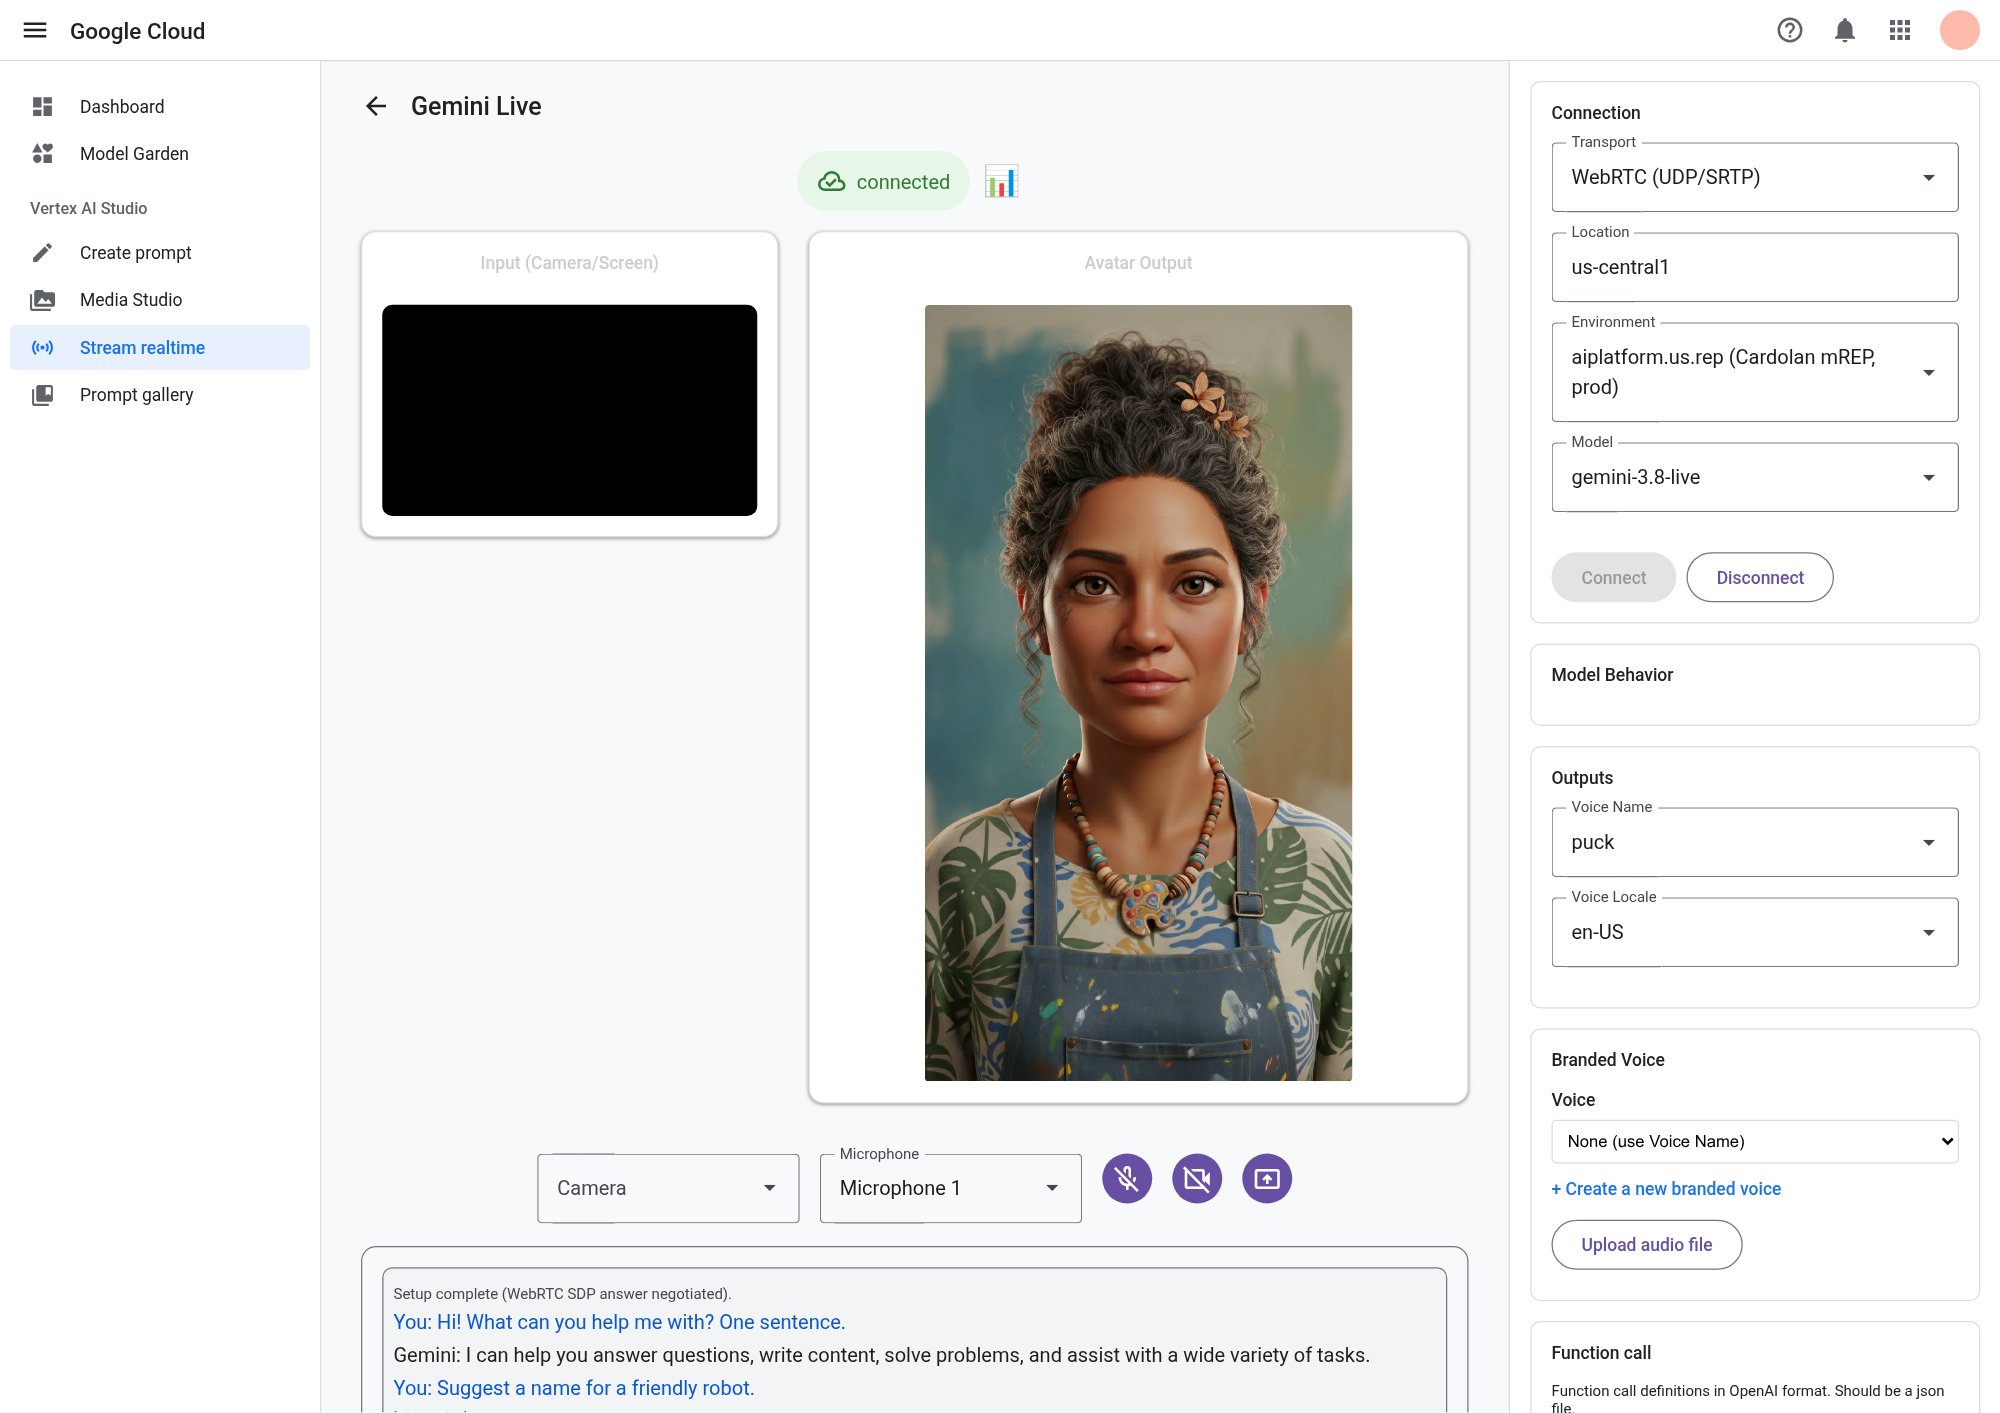 Google Cloud
Dashboard
Model Garden
Vertex AI Studio
Create prompt
Media Studio
Stream realtime
Prompt gallery
Gemini Live
connected
Input (Camera/Screen)
Avatar Output
Camera
Microphone
Microphone 1
Setup complete (WebRTC SDP answer negotiated).
You: Hi! What can you help me with? One sentence.
Gemini: I can help you answer questions, write content, solve problems, and assist with a wide variety of tasks.
You: Suggest a name for a friendly robot.
Connection
Transport
WebRTC (UDP/SRTP)
Location
us-central1
Environment
aiplatform.us.rep (Cardolan mREP,
prod)
Model
gemini-3.8-live
Connect
Disconnect
Model Behavior
Outputs
Voice Name
puck
Voice Locale
en-US
Branded Voice
Voice
None (use Voice Name)
+ Create a new branded voice
Upload audio file
Function call
Function call definitions in OpenAI format. Should be a json
file.